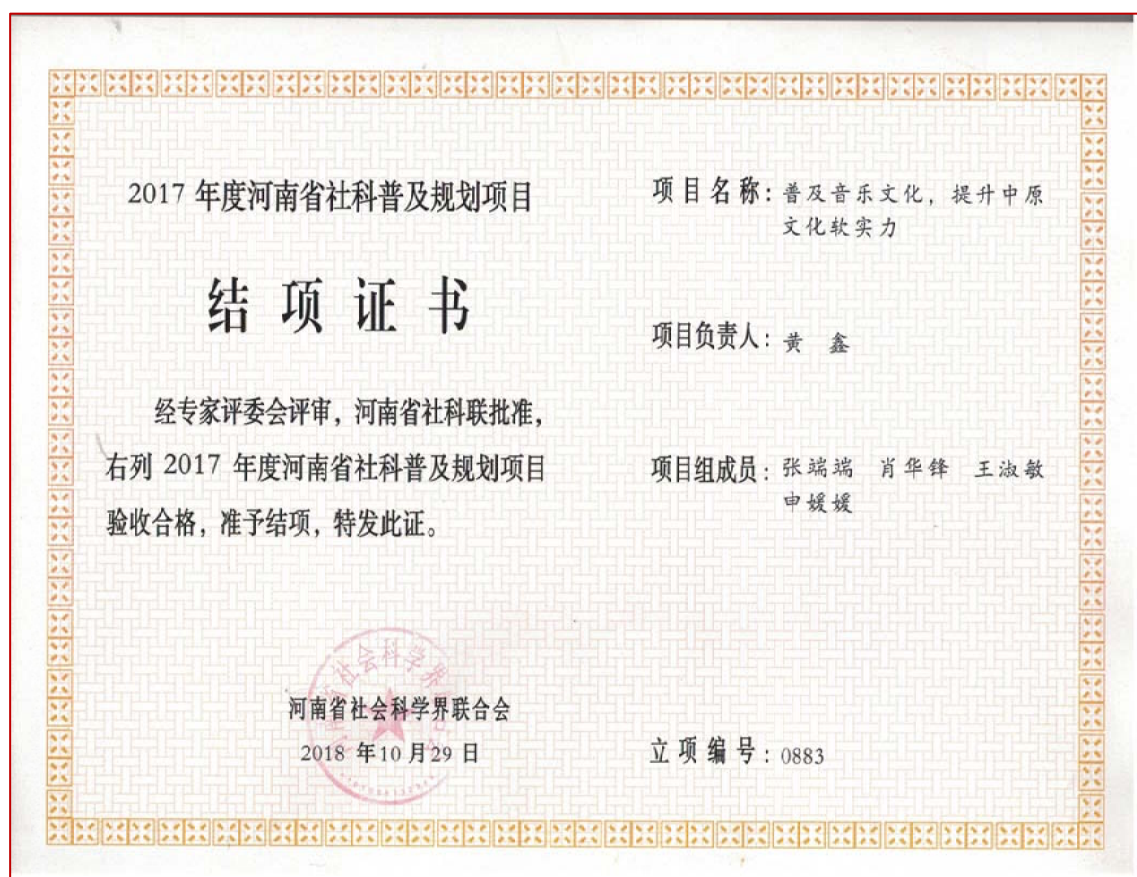 2017 年度河南省社科普及规划项目
结项证书
经专家评委会评审，河南省社科联批准，
右列 2017 年度河南省社科普及规划项目
验收合格，准予结项，特发此证。
河南省社会科学界联合会
2018 年10 月29 日
项目名称：普及音乐文化，提升中原
文化软实力
项目负责人：黄 鑫
项目组成员：张端端 肖华锋 王淑敏
申媛媛
立项编号：0883